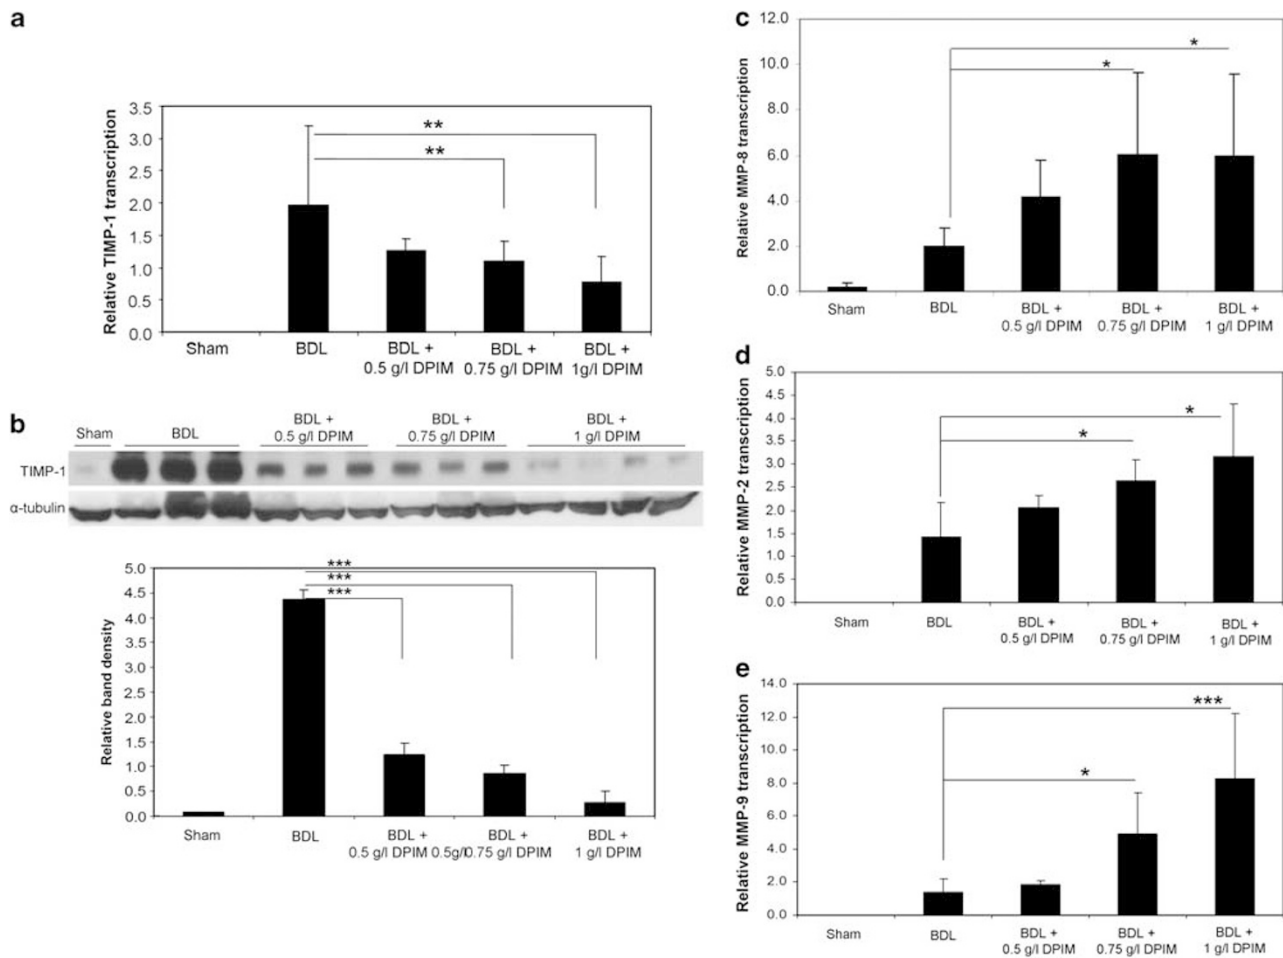 a
Relative TIMP-1 transcription
3.5
3.0
2.5
2.0
1.5
1.0
0.5
0.0
**
**
Sham
BDL
BDL +
0.5 g/l DPIM
BDL +
0.75 g/l DPIM
BDL +
1g/l DPIM
b
Sham
BDL
BDL +
0.5 g/l DPIM
BDL +
0.75 g/l DPIM
BDL +
1 g/l DPIM
TIMP-1
α-tubulin
Relative band density
5.0
4.5
4.0
3.5
3.0
2.5
2.0
1.5
1.0
0.5
0.0
***
***
***
Sham
BDL
BDL +
0.5 g/l DPIM
0.5g/l
BDL +
0.75 g/l DPIM
BDL +
1 g/l DPIM
c
Relative MMP-8 transcription
12.0
10.0
8.0
6.0
4.0
2.0
0.0
*
*
Sham
BDL
BDL +
0.5 g/l DPIM
BDL +
0.75 g/l DPIM
BDL +
1 g/l DPIM
d
Relative MMP-2 transcription
5.0
4.5
4.0
3.5
3.0
2.5
2.0
1.5
1.0
0.5
0.0
*
*
Sham
BDL
BDL +
0.5 g/l DPIM
BDL +
0.75 g/l DPIM
BDL +
1 g/l DPIM
e
Relative MMP-9 transcription
14.0
12.0
10.0
8.0
6.0
4.0
2.0
0.0
***
*
Sham
BDL
BDL +
0.5 g/l DPIM
BDL +
0.75 g/l DPIM
BDL +
1 g/l DPIM